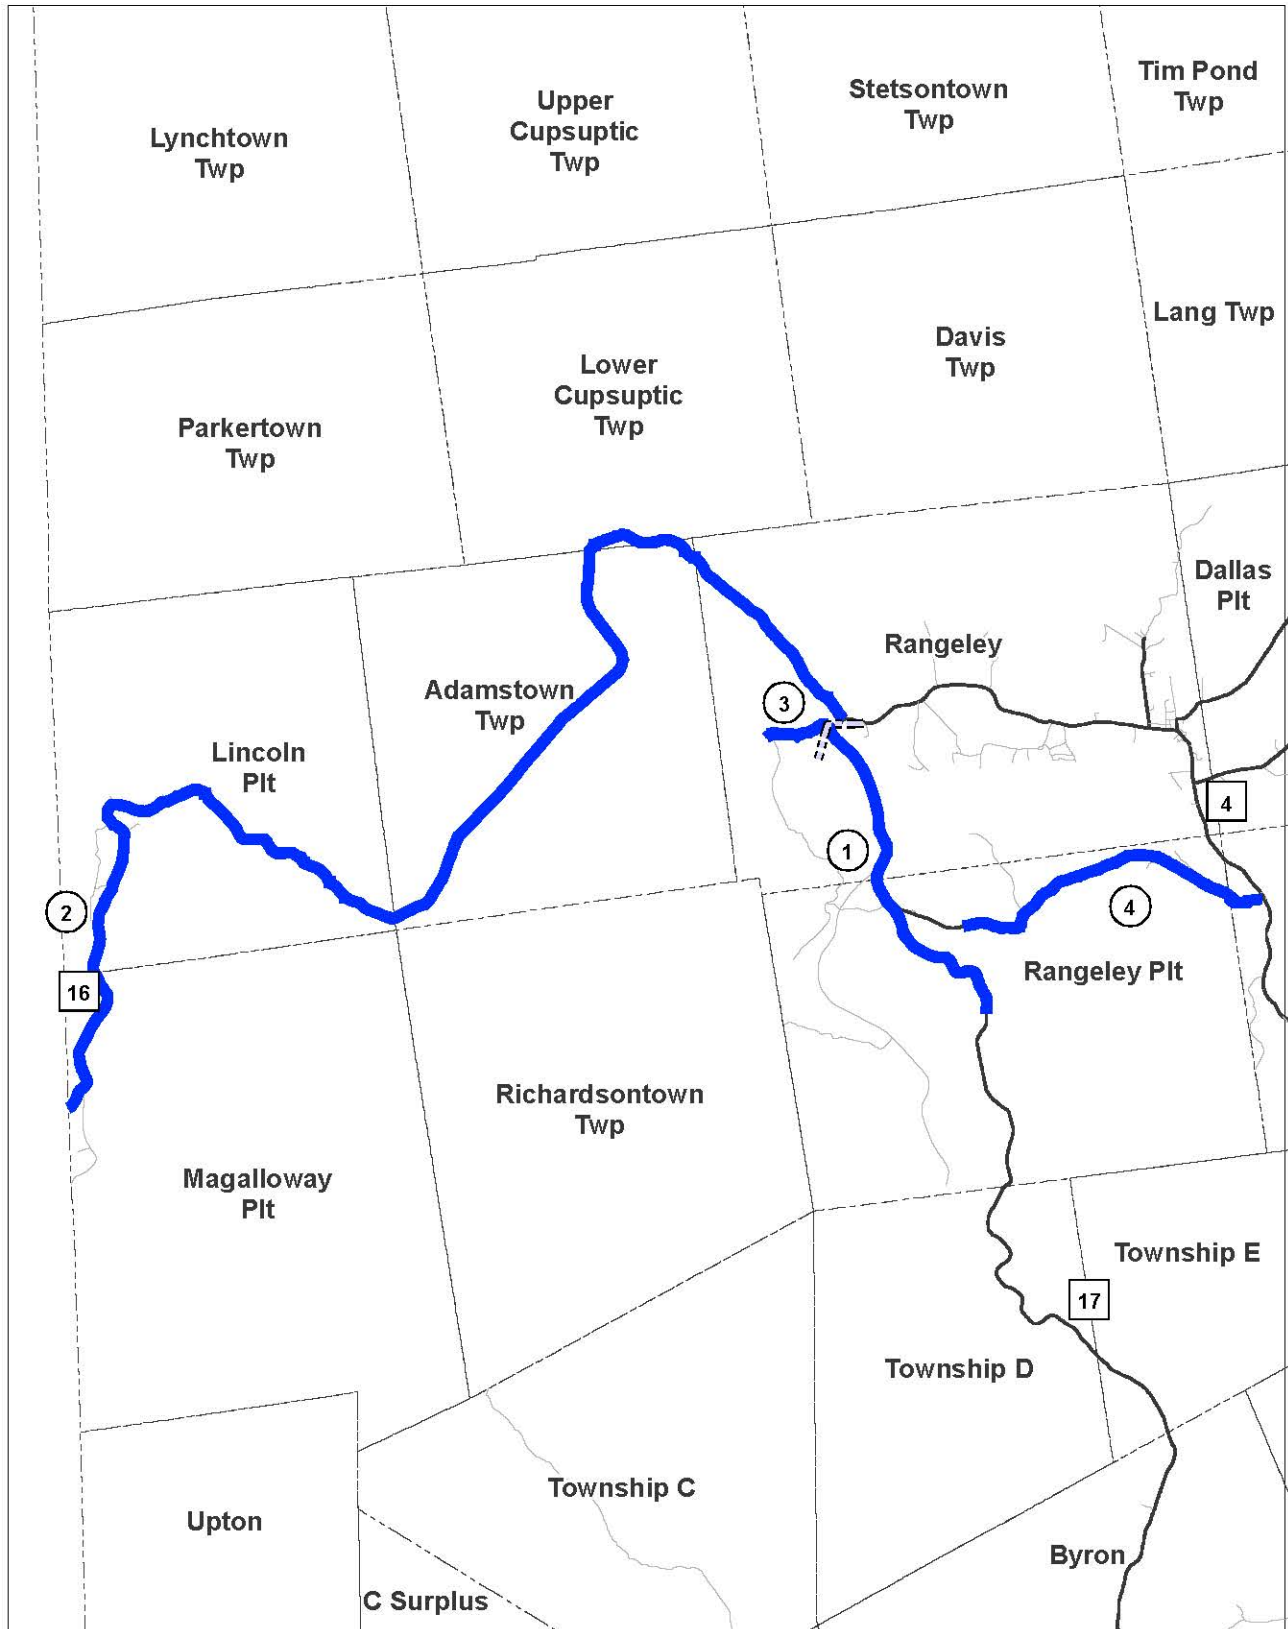 Tim Pond
Twp
Stetsontown
Twp
Upper
Cupsuptic
Twp
Lynchtown
Twp
Lang Twp
Davis
Twp
Lower
Cupsuptic
Twp
Parkertown
Twp
Dallas
Plt
Rangeley
Adamstown
Twp
3
Lincoln
Plt
4
1
2
4
Rangeley Plt
16
Richardsontown
Twp
Magalloway
Plt
Township E
17
Township D
Township C
Upton
Byron
C Surplus